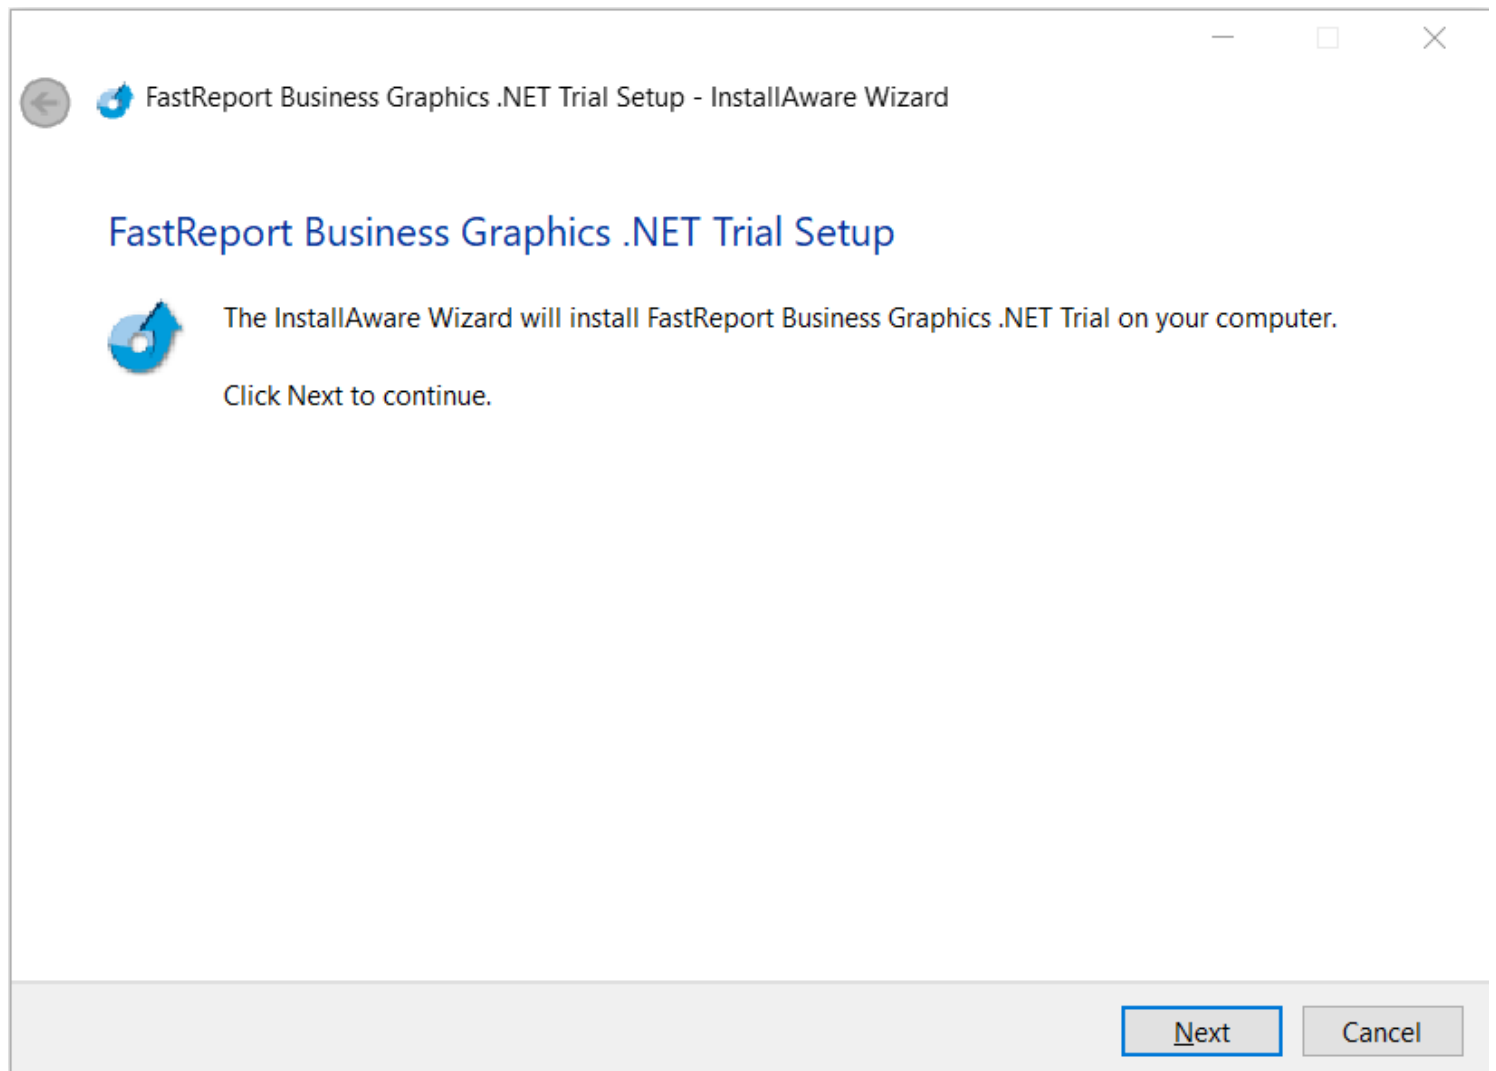 FastReport Business Graphics .NET Trial Setup - InstallAware Wizard
FastReport Business Graphics .NET Trial Setup
The InstallAware Wizard will install FastReport Business Graphics .NET Trial on your computer.
Click Next to continue.
Next
Cancel